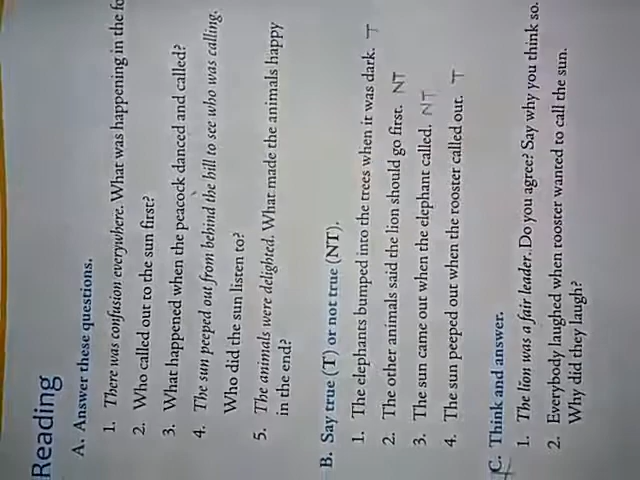 Reading
A. Answer these questions.
1. There was confusion everywhere. What was happening in the
2. Who called out to the sun first?
3. What happened when the peacock danced and called?
4. The sun peeped out from behind the hill to see who was calling.
Who did the sun listen to?
5. The animals were delighted. What made the animals happy
in the end?
B. Say true (T) or not true (NT).
1. The elephants bumped into the trees when it was dark. T
2. The other animals said the lion should go first. NT
3. The sun came out when the elephant called. NT
4. The sun peeped out when the rooster called out. T
C. Think and answer.
1. The lion was a fair leader. Do you agree? Say why you think so.
2. Everybody laughed when rooster wanted to call the sun.
Why did they laugh?